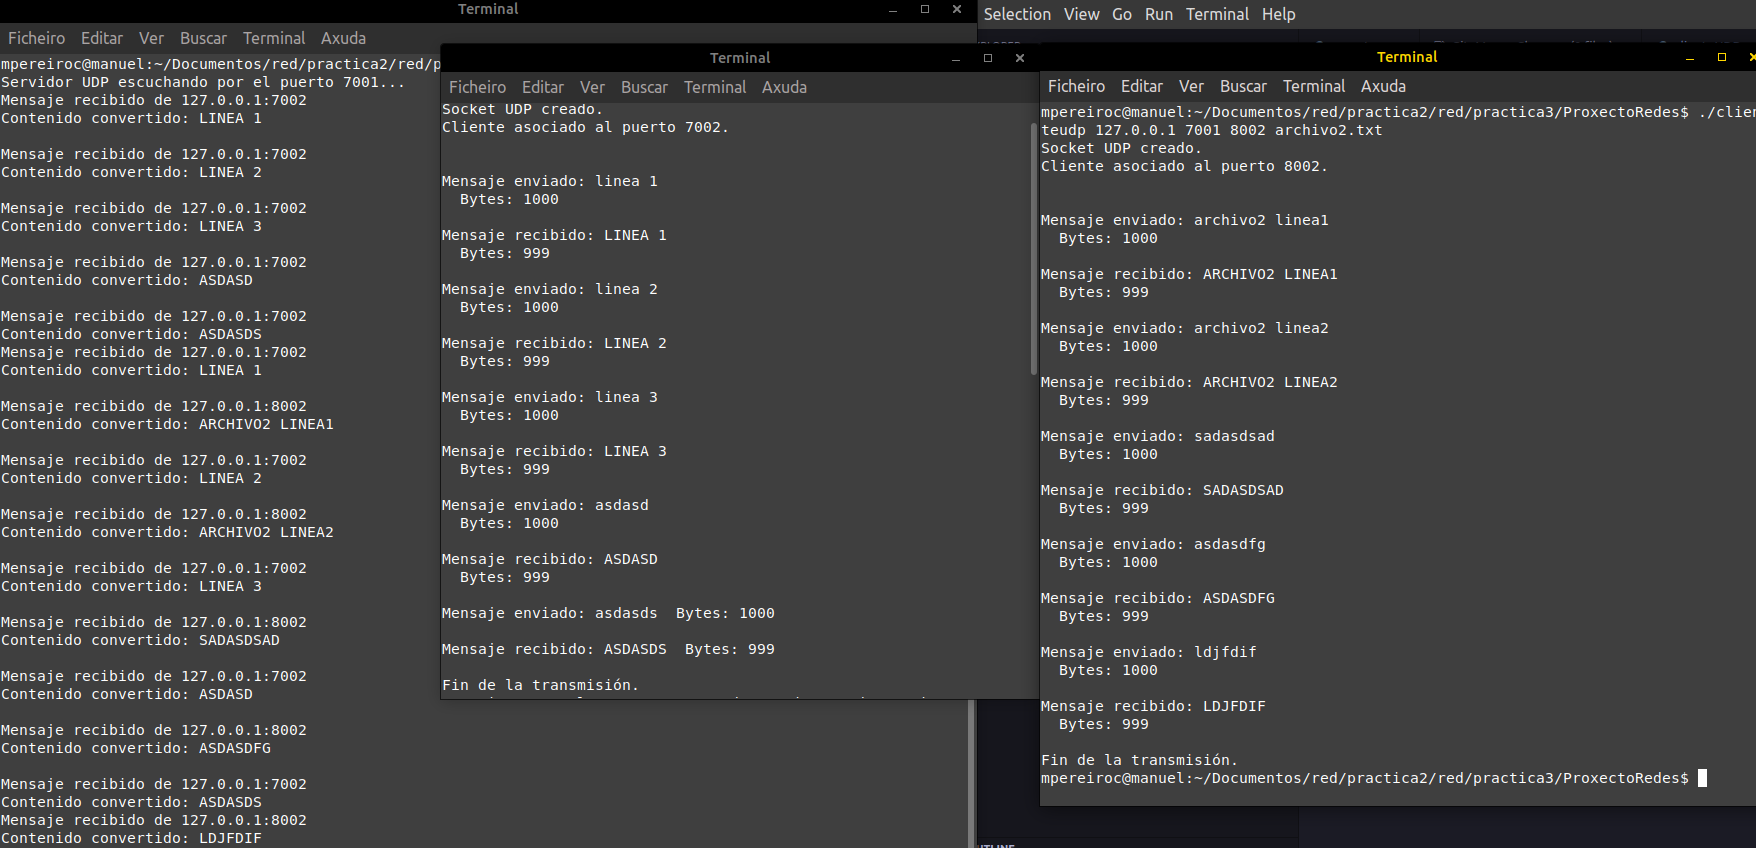 Terminal
Ficheiro Editar Ver Buscar Terminal Axuda
mpereiroc@manuel:~/Documentos/red/practica2/red/p
Servidor UDP escuchando por el puerto 7001...
Mensaje recibido de 127.0.0.1:7002
Contenido convertido: LINEA 1
Mensaje recibido de 127.0.0.1:7002
Contenido convertido: LINEA 2
Mensaje recibido de 127.0.0.1:7002
Contenido convertido: LINEA 3
Mensaje recibido de 127.0.0.1:7002
Contenido convertido: ASDASD
Mensaje recibido de 127.0.0.1:7002
Contenido convertido: ASDASDS
Mensaje recibido de 127.0.0.1:7002
Contenido convertido: LINEA 1
Mensaje recibido de 127.0.0.1:8002
Contenido convertido: ARCHIVO2 LINEA1
Mensaje recibido de 127.0.0.1:7002
Contenido convertido: LINEA 2
Mensaje recibido de 127.0.0.1:8002
Contenido convertido: ARCHIVO2 LINEA2
Mensaje recibido de 127.0.0.1:7002
Contenido convertido: LINEA 3
Mensaje recibido de 127.0.0.1:8002
Contenido convertido: SADASDSAD
Mensaje recibido de 127.0.0.1:7002
Contenido convertido: ASDASD
Mensaje recibido de 127.0.0.1:8002
Contenido convertido: ASDASDFG
Mensaje recibido de 127.0.0.1:7002
Contenido convertido: ASDASDS
Mensaje recibido de 127.0.0.1:8002
Contenido convertido: LDJFDIF
Terminal
Ficheiro Editar Ver Buscar Terminal Axuda
Socket UDP creado.
Cliente asociado al puerto 7002.
Mensaje enviado: linea 1
Bytes: 1000
Mensaje recibido: LINEA 1
Bytes: 999
Mensaje enviado: linea 2
Bytes: 1000
Mensaje recibido: LINEA 2
Bytes: 999
Mensaje enviado: linea 3
Bytes: 1000
Mensaje recibido: LINEA 3
Bytes: 999
Mensaje enviado: asdasd
Bytes: 1000
Mensaje recibido: ASDASD
Bytes: 999
Mensaje enviado: asdasds  Bytes: 1000
Mensaje recibido: ASDASDS  Bytes: 999
Fin de la transmisión.
Selection View Go Run Terminal Help
Terminal
Ficheiro Editar Ver Buscar Terminal Axuda
mpereiroc@manuel:~/Documentos/red/practica2/red/practica3/ProxectoRedes$ ./clien
teudp 127.0.0.1 7001 8002 archivo2.txt
Socket UDP creado.
Cliente asociado al puerto 8002.
Mensaje enviado: archivo2 linea1
Bytes: 1000
Mensaje recibido: ARCHIVO2 LINEA1
Bytes: 999
Mensaje enviado: archivo2 linea2
Bytes: 1000
Mensaje recibido: ARCHIVO2 LINEA2
Bytes: 999
Mensaje enviado: sadasdsad
Bytes: 1000
Mensaje recibido: SADASDSAD
Bytes: 999
Mensaje enviado: asdasdfg
Bytes: 1000
Mensaje recibido: ASDASDFG
Bytes: 999
Mensaje enviado: ldjfdif
Bytes: 1000
Mensaje recibido: LDJFDIF
Bytes: 999
Fin de la transmisión.
mpereiroc@manuel:~/Documentos/red/practica2/red/practica3/ProxectoRedes$